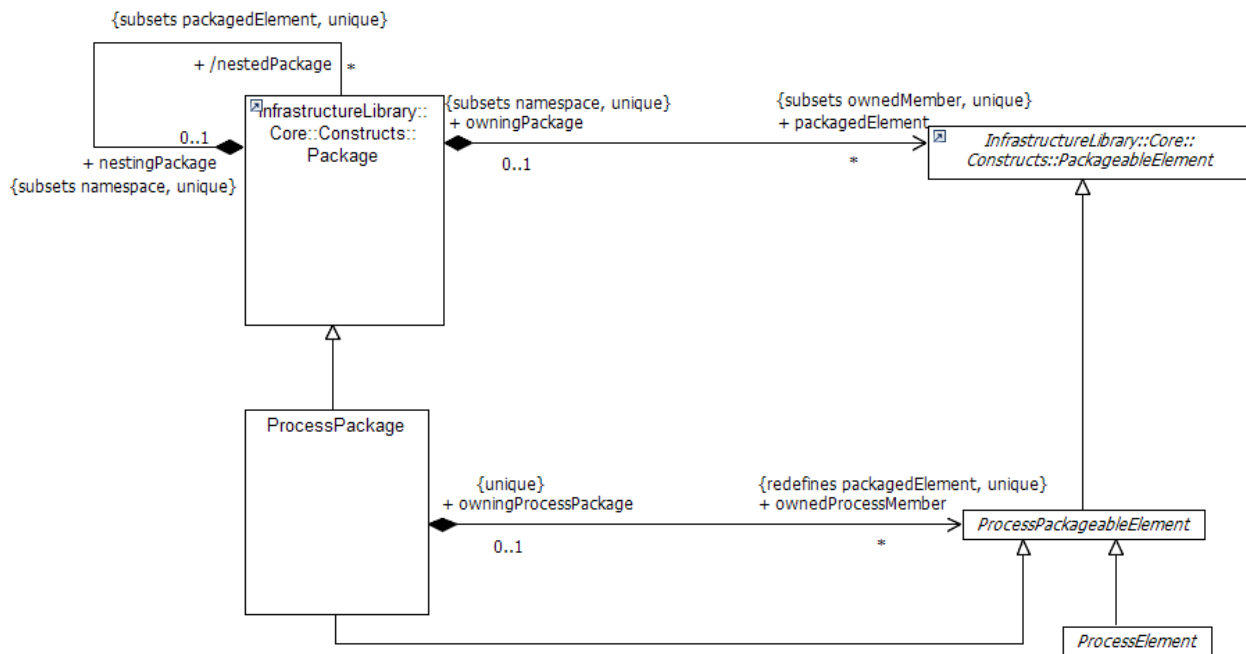 {subsets packagedElement, unique}
+ /nestedPackage
*
InfrastructureLibrary::
Core::Constructs::
Package
0..1
+ nestingPackage
{subsets namespace, unique}
{subsets namespace, unique}
+ owningPackage
0..1
{subsets ownedMember, unique}
+ packagedElement
*
InfrastructureLibrary::Core::
Constructs::PackageableElement
ProcessPackage
{unique}
+ owningProcessPackage
0..1
{redefines packagedElement, unique}
+ ownedProcessMember
*
ProcessPackageableElement
ProcessElement